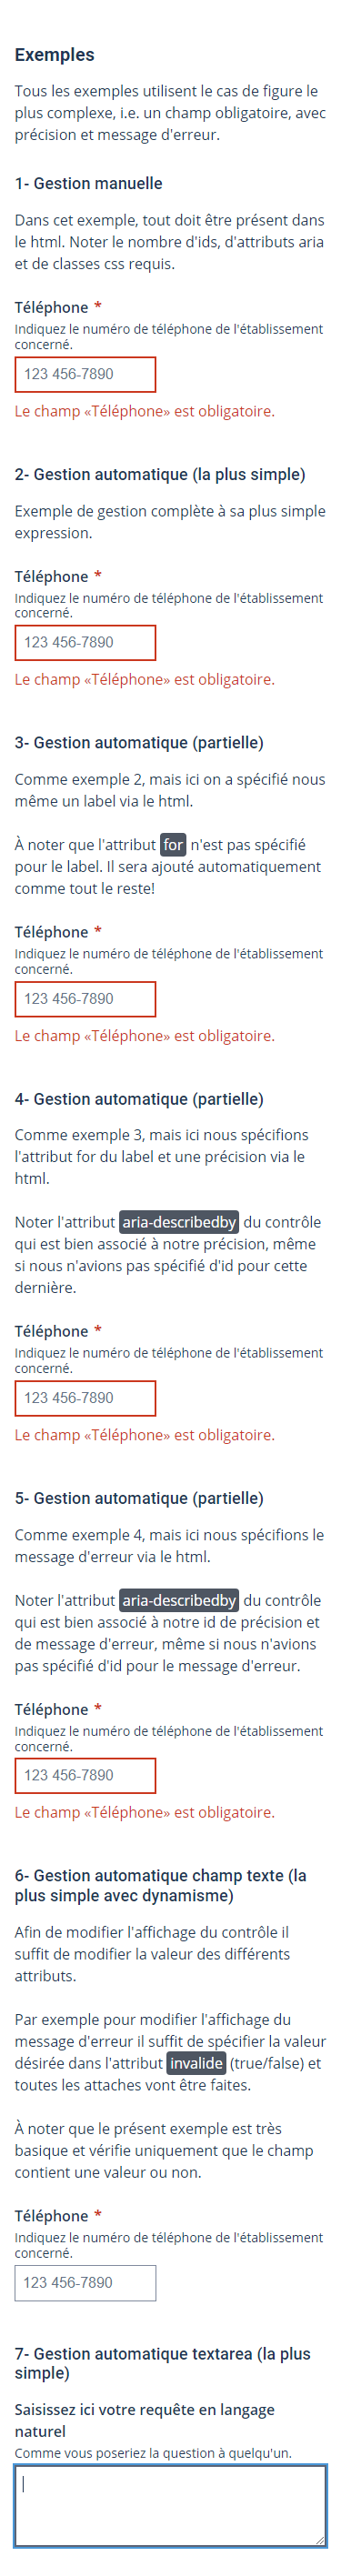 Exemples
Tous les exemples utilisent le cas de figure le
plus complexe, i.e. un champ obligatoire, avec
précision et message d'erreur.
1- Gestion manuelle
Dans cet exemple, tout doit être présent dans
le html. Noter le nombre d'ids, d'attributs aria
et de classes css requis.
Téléphone *
Indiquez le numéro de téléphone de l'établissement
concerné.
123 456-7890
Le champ «Téléphone» est obligatoire.
2- Gestion automatique (la plus simple)
Exemple de gestion complète à sa plus simple
expression.
Téléphone *
Indiquez le numéro de téléphone de l'établissement
concerné.
123 456-7890
Le champ «Téléphone» est obligatoire.
3- Gestion automatique (partielle)
Comme exemple 2, mais ici on a spécifié nous
même un label via le html.
À noter que l'attribut for n'est pas spécifié
pour le label. Il sera ajouté automatiquement
comme tout le reste!
Téléphone *
Indiquez le numéro de téléphone de l'établissement
concerné.
123 456-7890
Le champ «Téléphone» est obligatoire.
4- Gestion automatique (partielle)
Comme exemple 3, mais ici nous spécifions
l'attribut for du label et une précision via le
html.
Noter l'attribut aria-describedby du contrôle
qui est bien associé à notre précision, même
si nous n'avions pas spécifié d'id pour cette
dernière.
Téléphone *
Indiquez le numéro de téléphone de l'établissement
concerné.
123 456-7890
Le champ «Téléphone» est obligatoire.
5- Gestion automatique (partielle)
Comme exemple 4, mais ici nous spécifions le
message d'erreur via le html.
Noter l'attribut aria-describedby du contrôle
qui est bien associé à notre id de précision et
de message d'erreur, même si nous n'avions
pas spécifié d'id pour le message d'erreur.
Téléphone *
Indiquez le numéro de téléphone de l'établissement
concerné.
123 456-7890
Le champ «Téléphone» est obligatoire.
6- Gestion automatique champ texte (la
plus simple avec dynamisme)
Afin de modifier l'affichage du contrôle il
suffit de modifier la valeur des différents
attributs.
Par exemple pour modifier l'affichage du
message d'erreur il suffit de spécifier la valeur
désirée dans l'attribut invalide (true/false) et
toutes les attaches vont être faites.
À noter que le présent exemple est très
basique et vérifie uniquement que le champ
contient une valeur ou non.
Téléphone *
Indiquez le numéro de téléphone de l'établissement
concerné.
123 456-7890
7- Gestion automatique textarea (la plus
simple)
Saisissez ici votre requête en langage
naturel
Comme vous poseriez la question à quelqu'un.